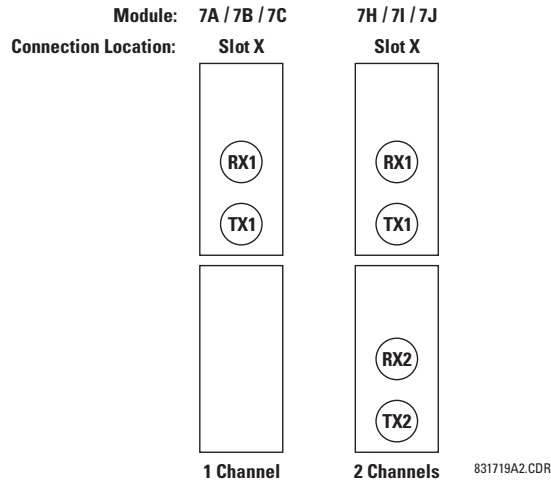 Module: 7A / 7B / 7C 7H / 7I / 7J
Connection Location: Slot X Slot X
RX1 RX1
TX1 TX1
RX2
TX2
1 Channel 2 Channels 831719A2.CDR